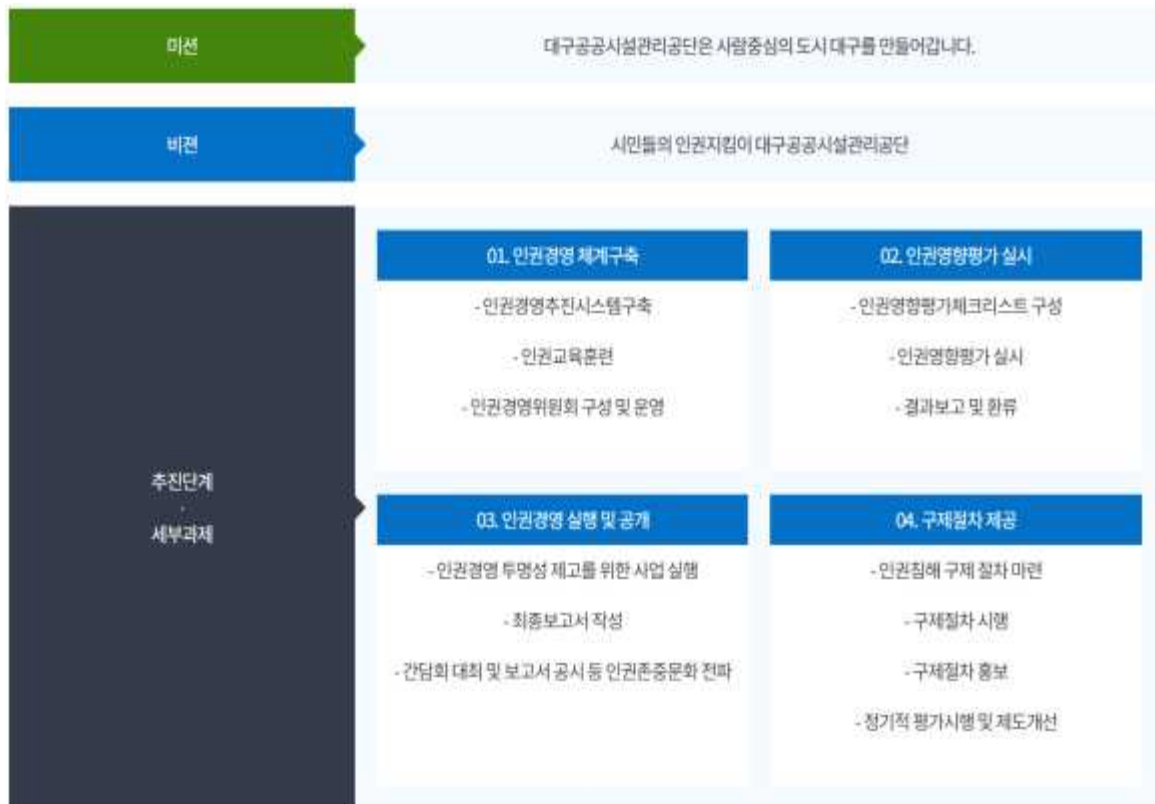 미션
대구공공시설관리공단은 사람중심의 도시 대구를 만들어갑니다.
비젼
시민들의 인권지킴이 대구공공시설관리공단
추진단계
·
세부과제
01. 인권경영 체계구축
- 인권경영추진시스템구축
- 인권교육훈련
- 인권경영위원회 구성 및 운영
02. 인권영향평가 실시
- 인권영향평가체크리스트 구성
- 인권영향평가 실시
- 결과보고 및 환류
03. 인권경영 실행 및 공개
- 인권경영 투명성 제고를 위한 사업 실행
- 최종보고서 작성
- 간담회 대최 및 보고서 공시 등 인권존중문화 전파
04. 구제절차 제공
- 인권침해 구제 절차 마련
- 구제절차 시행
- 구제절차 홍보
- 정기적 평가시행 및 제도개선